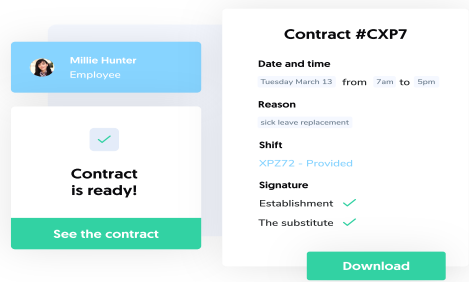 Millie Hunter
Employee
Contract
is ready!
See the contract
Contract #CXP7
Date and time
Tuesday March 13 from 7am to 5pm
Reason
sick leave replacement
Shift
XPZ72 - Provided
Signature
Establishment
The substitute
Download